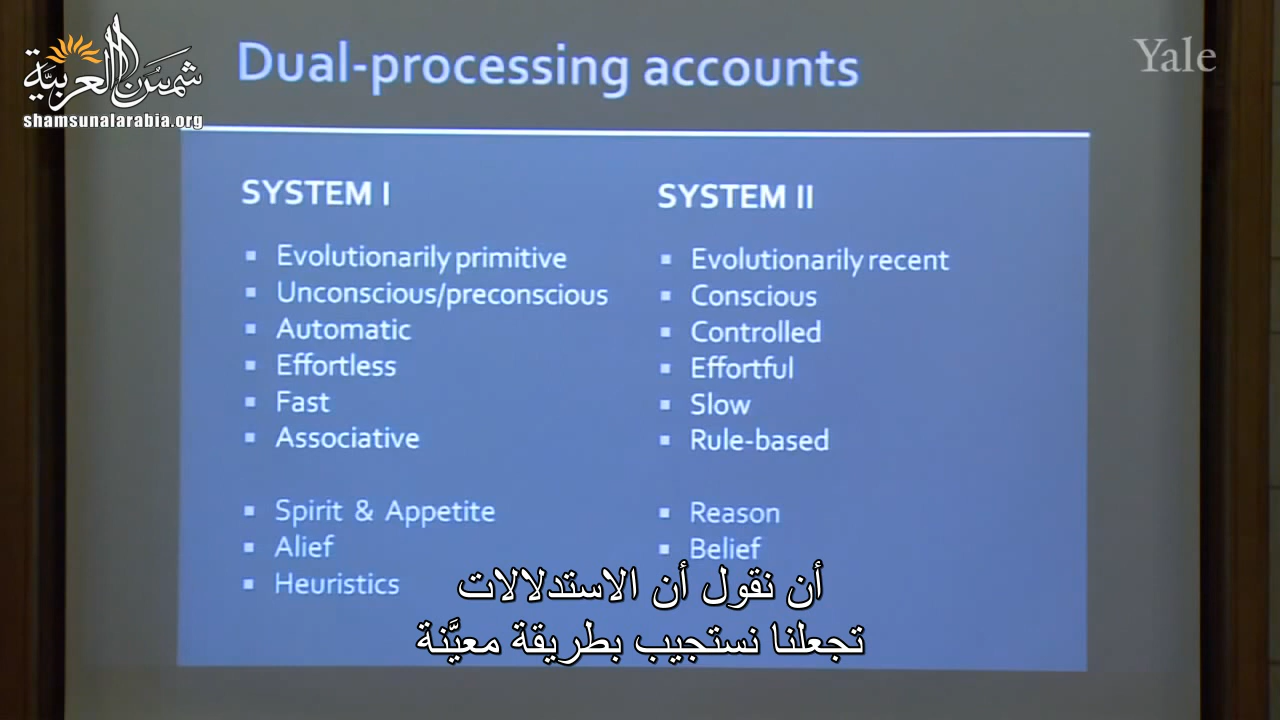 شمس العربية
shamsunalarabia.org
Yale
Dual-processing accounts
SYSTEM I
▪ Evolutionarily primitive
▪ Unconscious/preconscious
▪ Automatic
▪ Effortless
▪ Fast
▪ Associative
▪ Spirit & Appetite
▪ Alief
▪ Heuristics
SYSTEM II
▪ Evolutionarily recent
▪ Conscious
▪ Controlled
▪ Effortful
▪ Slow
▪ Rule-based
▪ Reason
▪ Belief
أن نقول أن الاستدلالات
تجعلنا نستجيب بطريقة معيَّنة